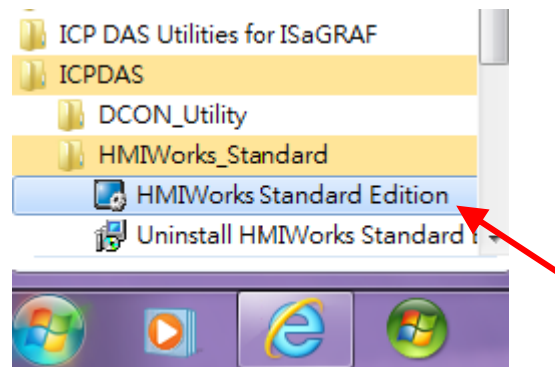 ICP DAS Utilities for ISaGRAF
ICPDAS
DCON_Utility
HMIWorks_Standard
HMIWorks Standard Edition
Uninstall HMIWorks Standard